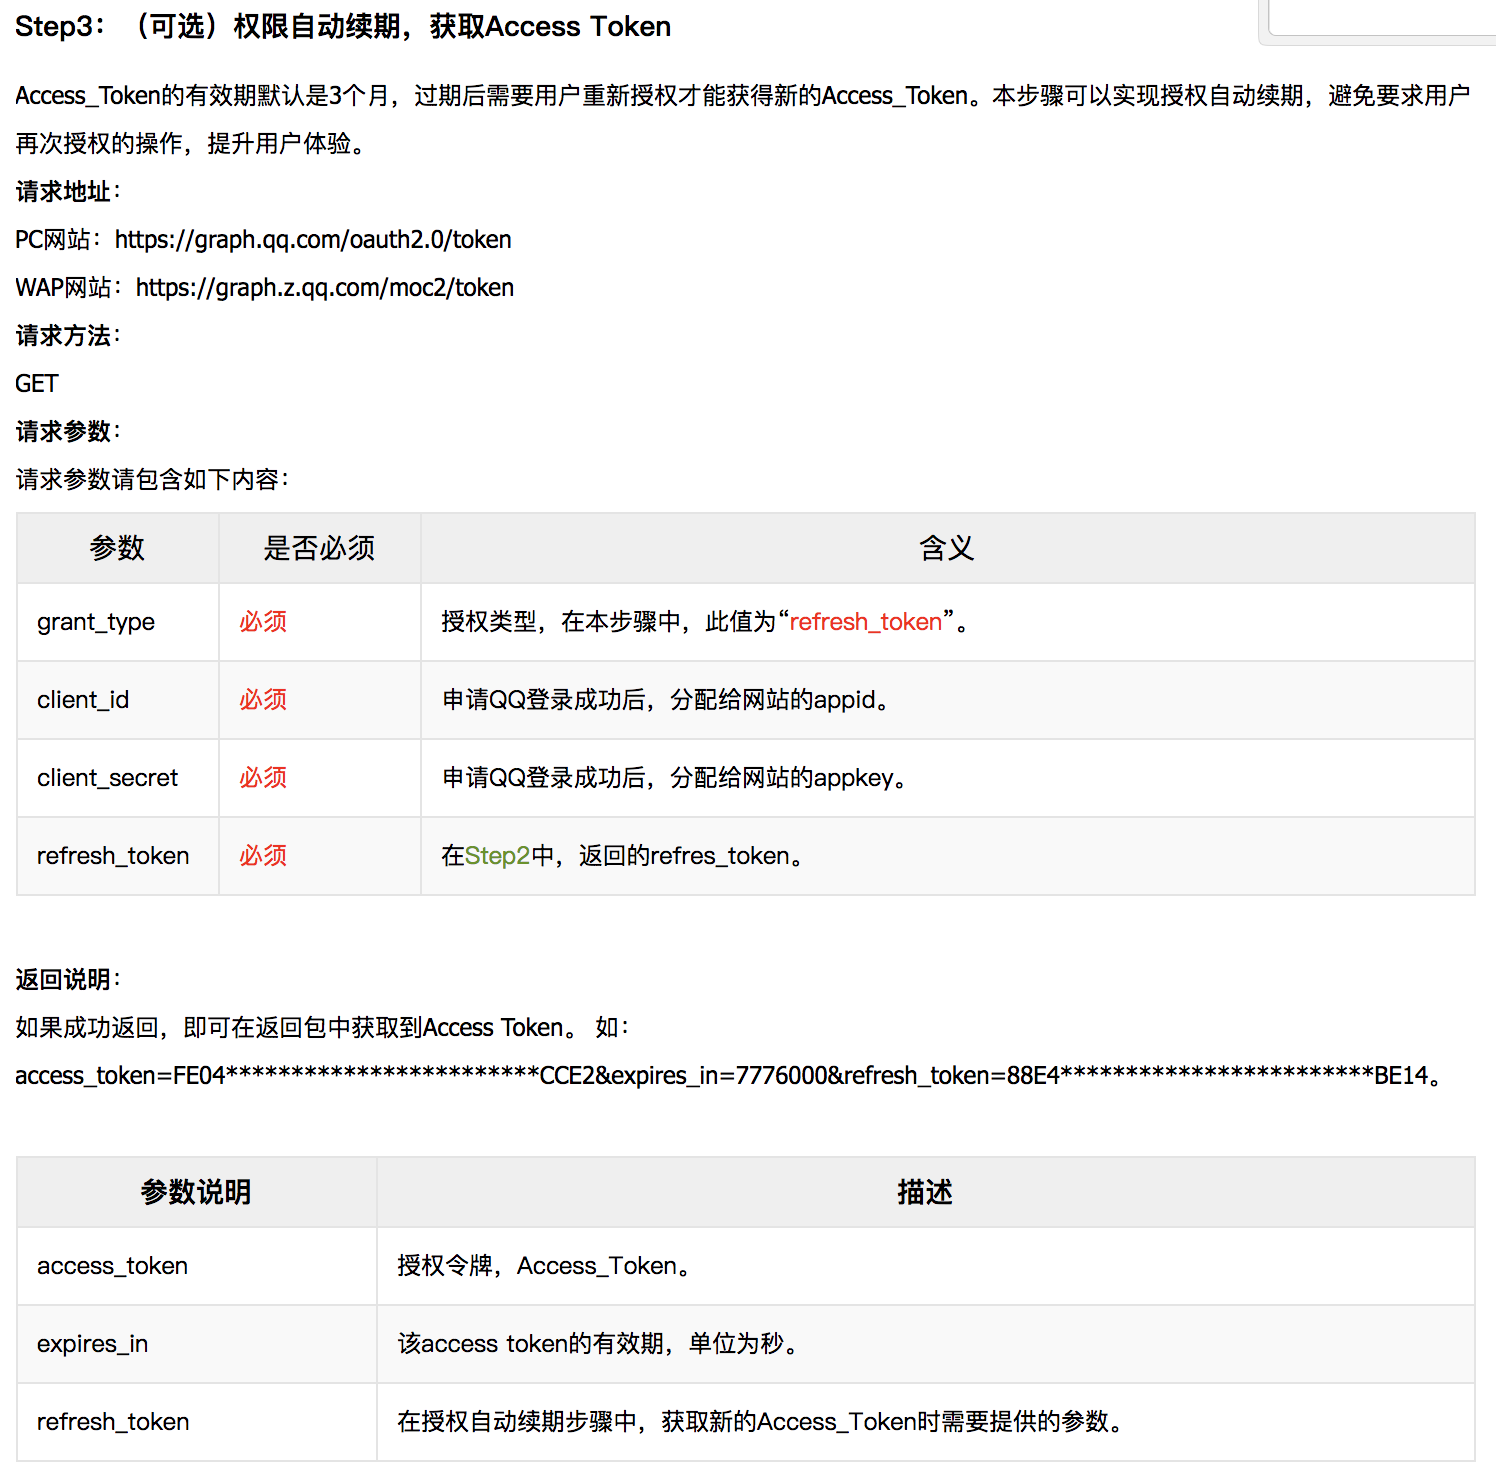 Step3：（可选）权限自动续期，获取Access Token
Access_Token的有效期默认是3个月，过期后需要用户重新授权才能获得新的Access_Token。本步骤可以实现授权自动续期，避免要求用户
再次授权的操作，提升用户体验。
请求地址：
PC网站：https://graph.qq.com/oauth2.0/token
WAP网站：https://graph.z.qq.com/moc2/token
请求方法：
GET
请求参数：
请求参数请包含如下内容：
参数 是否必须 含义
grant_type 必须 授权类型，在本步骤中，此值为“refresh_token”。
client_id 必须 申请QQ登录成功后，分配给网站的appid。
client_secret 必须 申请QQ登录成功后，分配给网站的appkey。
refresh_token 必须 在Step2中，返回的refres_token。
返回说明：
如果成功返回，即可在返回包中获取到Access Token。 如：
access_token=FE04************************CCE2&expires_in=7776000&refresh_token=88E4************************BE14。
参数说明 描述
access_token 授权令牌，Access_Token。
expires_in 该access token的有效期，单位为秒。
refresh_token 在授权自动续期步骤中，获取新的Access_Token时需要提供的参数。